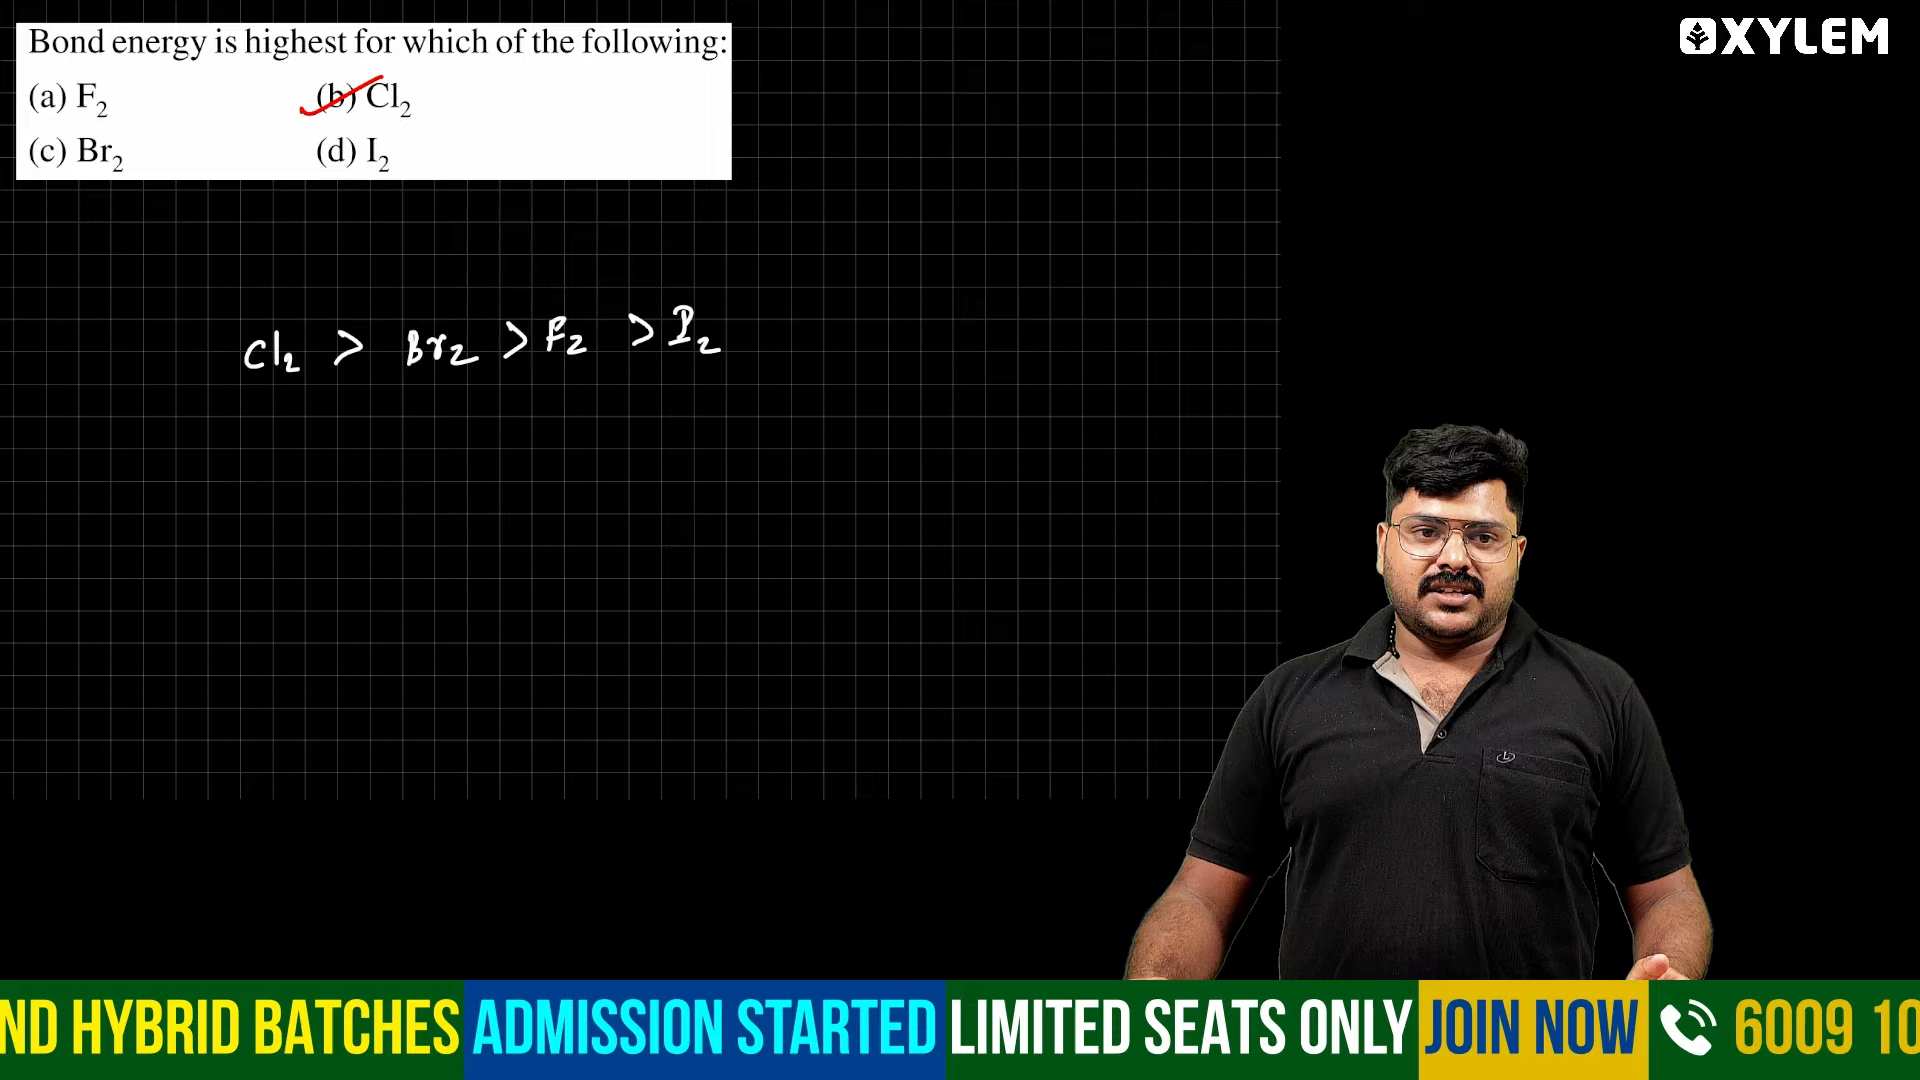 Bond energy is highest for which of the following:
(a) F₂ (b) Cl₂
(c) Br₂ (d) I₂
XYLEM
Cl₂ > Br₂ > F₂ > I₂
ND HYBRID BATCHES ADMISSION STARTED LIMITED SEATS ONLY JOIN NOW 6009 10